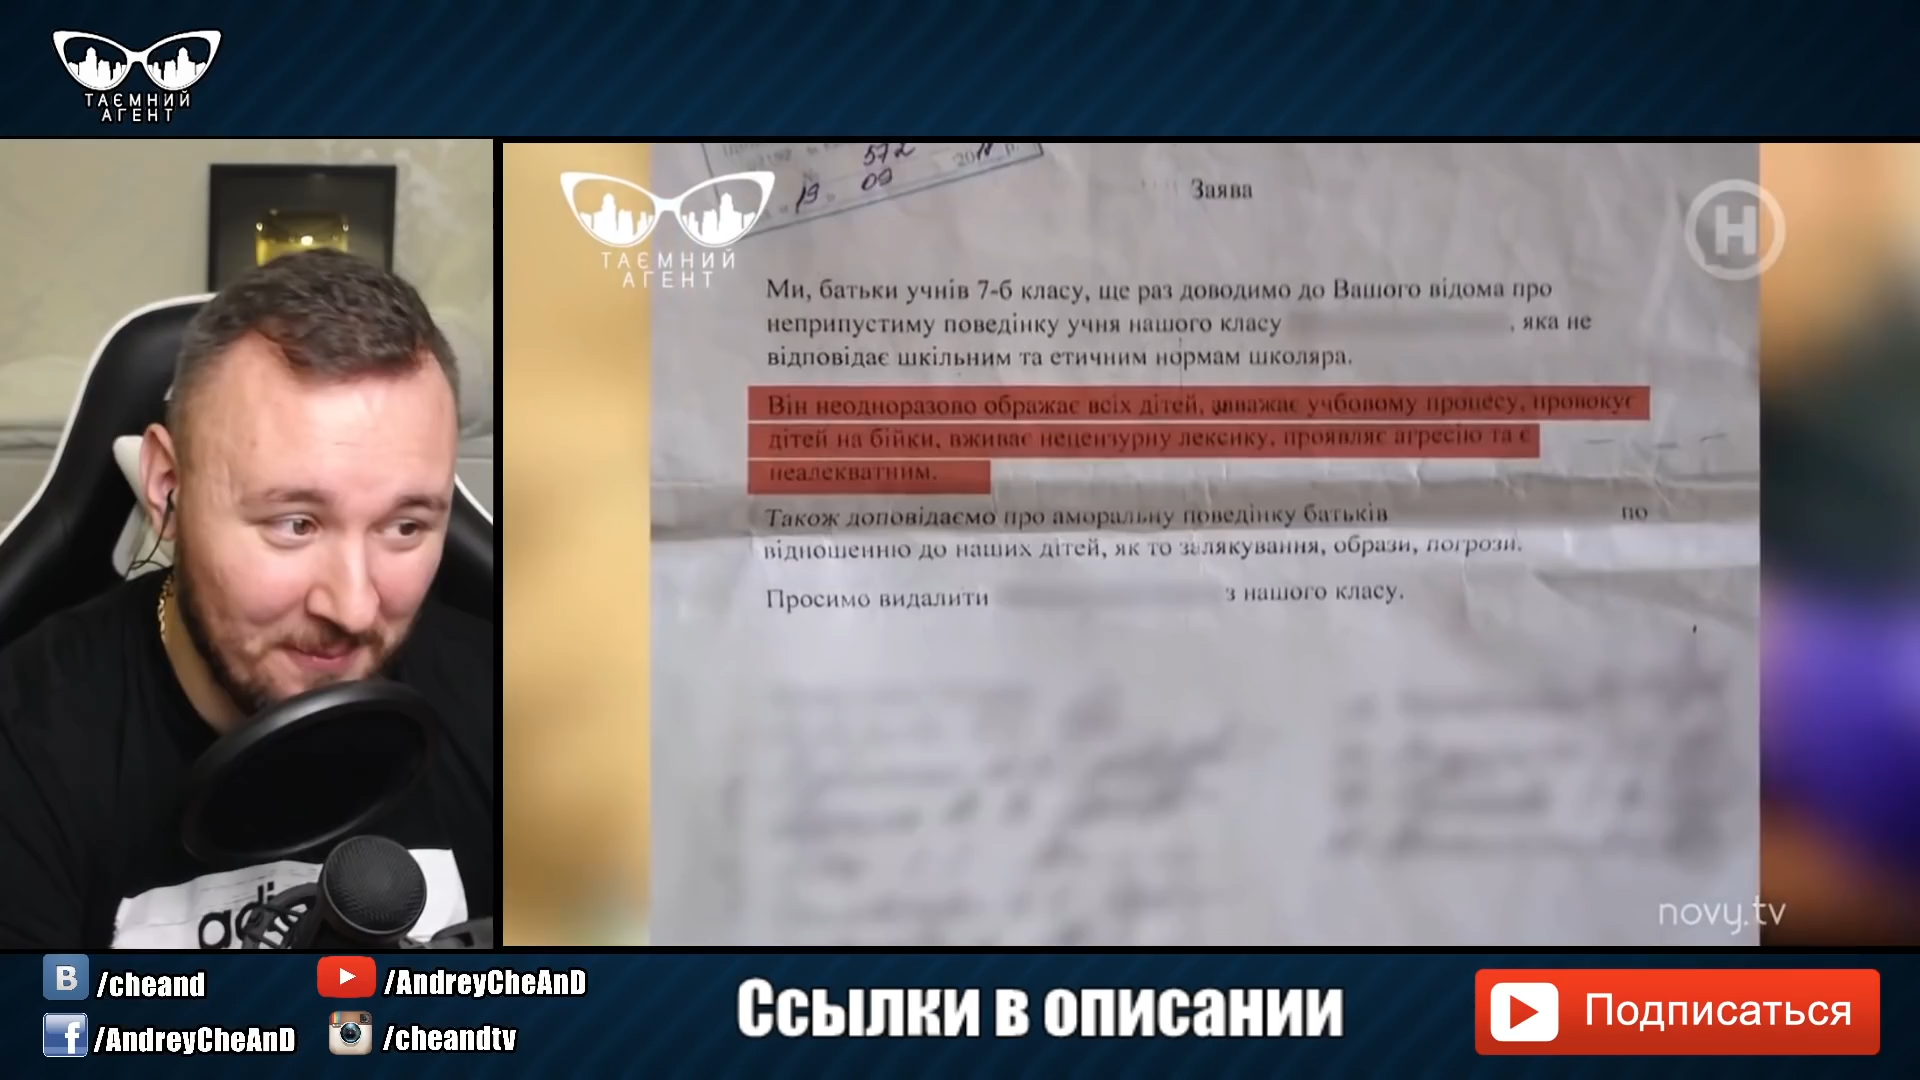 ТАЄМНИЙ
АГЕНТ
572
19 09
Заява
ТАЄМНИЙ
АГЕНТ
Н
Ми, батьки учнів 7-б класу, ще раз доводимо до Вашого відома про
неприпустиму поведінку учня нашого класу , яка не
відповідає шкільним та етичним нормам школяра.
Він неодноразово ображає всіх дітей, заважає учбовому процесу, провокує
дітей на бійки, вживає нецензурну лексику, проявляє агресію та є
неадекватним.
Також доповідаємо про аморальну поведінку батьків по
відношенню до наших дітей, як то залякування, образи, погрози.
Просимо видалити з нашого класу.
novy.tv
adi
B /cheand
/AndreyCheAnD
f /AndreyCheAnD
/cheandtv
Ссылки в описании
Подписаться